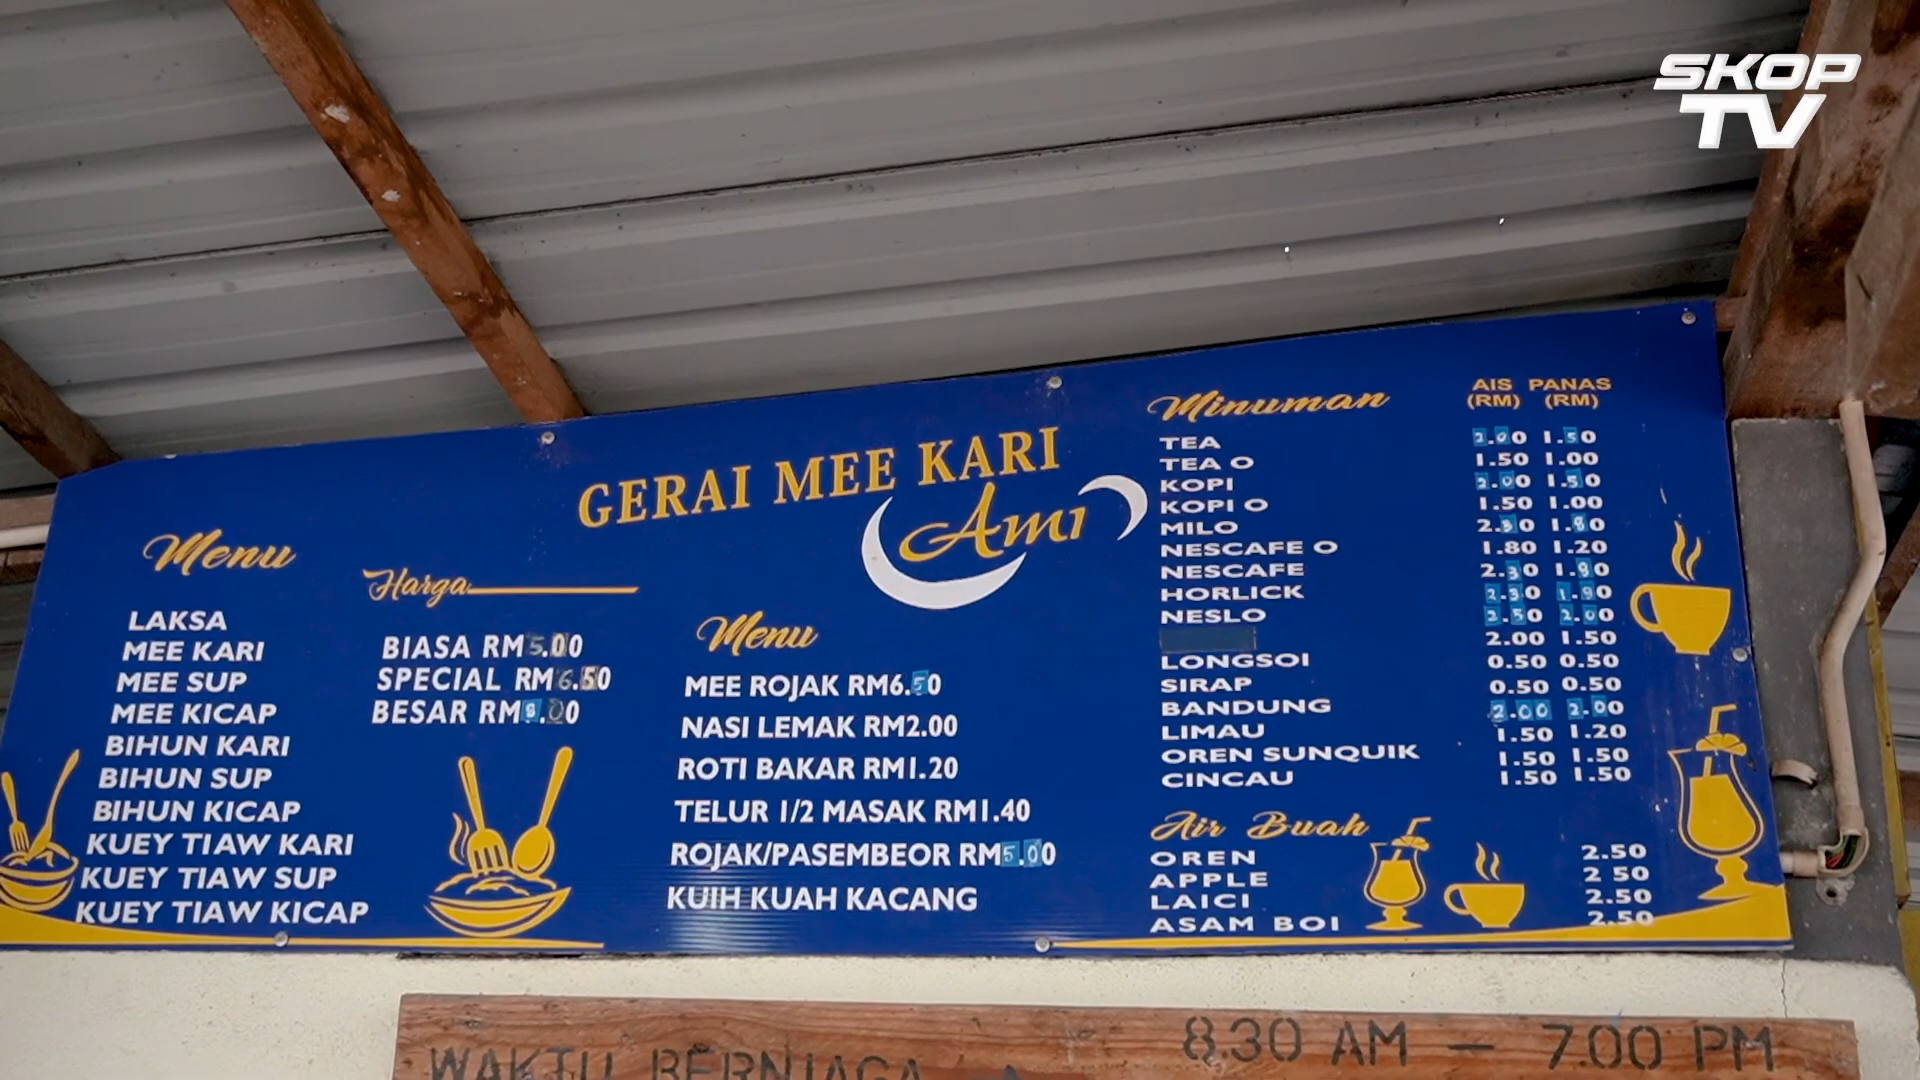 SKOP
TV
GERAI MEE KARI
Ami
Menu
Harga
LAKSA
MEE KARI
MEE SUP
MEE KICAP
BIHUN KARI
BIHUN SUP
BIHUN KICAP
KUEY TIAW KARI
KUEY TIAW SUP
KUEY TIAW KICAP
BIASA RM5.00
SPECIAL RM6.50
BESAR RM8.00
Menu
MEE ROJAK RM6.50
NASI LEMAK RM2.00
ROTI BAKAR RM1.20
TELUR 1/2 MASAK RM1.40
ROJAK/PASEMBEOR RM5.00
KUIH KUAH KACANG
Minuman AIS PANAS
(RM) (RM)
TEA 2.00 1.50
TEA O 1.50 1.00
KOPI 2.00 1.50
KOPI O 1.50 1.00
MILO 2.30 1.80
NESCAFE O 1.80 1.20
NESCAFE 2.30 1.80
HORLICK 2.30 1.90
NESLO 2.50 2.00
2.00 1.50
LONGSOI 0.50 0.50
SIRAP 0.50 0.50
BANDUNG 2.00 2.00
LIMAU 1.50 1.20
OREN SUNQUIK 1.50 1.50
CINCAU 1.50 1.50
Air Buah
OREN 2.50
APPLE 2 50
LAICI 2.50
ASAM BOI 2.50
WAKTU BERNIAGA 8.30 AM - 7.00 PM